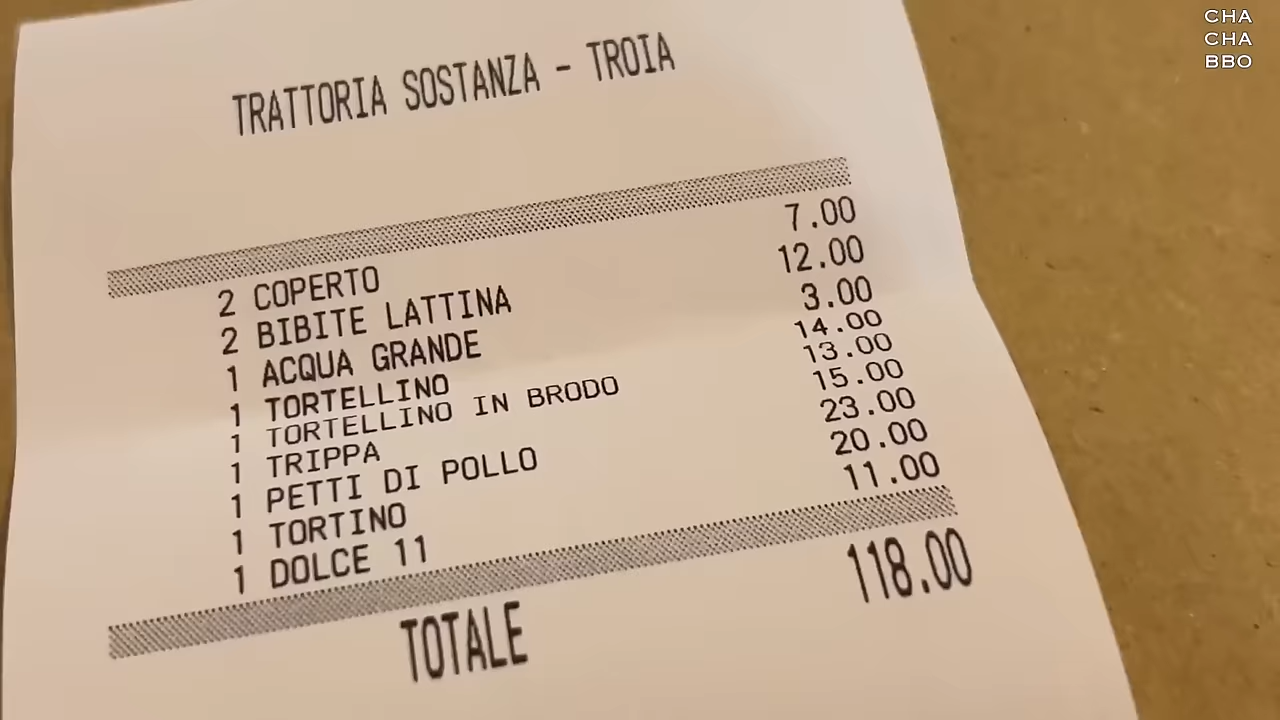 TRATTORIA SOSTANZA - TROIA
2 COPERTO 7.00
2 BIBITE LATTINA 12.00
1 ACQUA GRANDE 3.00
1 TORTELLINO 14.00
1 TORTELLINO IN BRODO 13.00
1 TRIPPA 15.00
1 PETTI DI POLLO 23.00
1 TORTINO 20.00
1 DOLCE 11 11.00
TOTALE 118.00
CHA
CHA
BBO